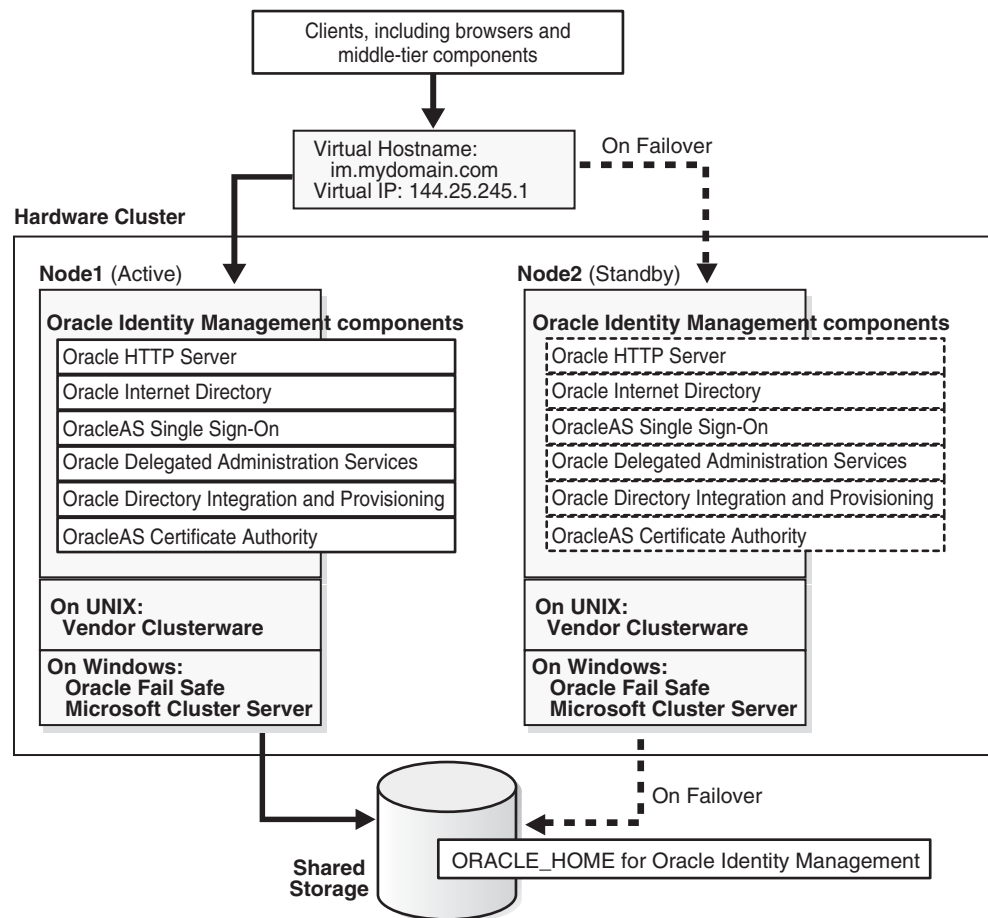 Clients, including browsers and
middle-tier components
Virtual Hostname:
im.mydomain.com
Virtual IP: 144.25.245.1
On Failover
Hardware Cluster
Node1 (Active)
Oracle Identity Management components
Oracle HTTP Server
Oracle Internet Directory
OracleAS Single Sign-On
Oracle Delegated Administration Services
Oracle Directory Integration and Provisioning
OracleAS Certificate Authority
On UNIX:
Vendor Clusterware
On Windows:
Oracle Fail Safe
Microsoft Cluster Server
Node2 (Standby)
Oracle Identity Management components
Oracle HTTP Server
Oracle Internet Directory
OracleAS Single Sign-On
Oracle Delegated Administration Services
Oracle Directory Integration and Provisioning
OracleAS Certificate Authority
On UNIX:
Vendor Clusterware
On Windows:
Oracle Fail Safe
Microsoft Cluster Server
On Failover
Shared
Storage
ORACLE_HOME for Oracle Identity Management